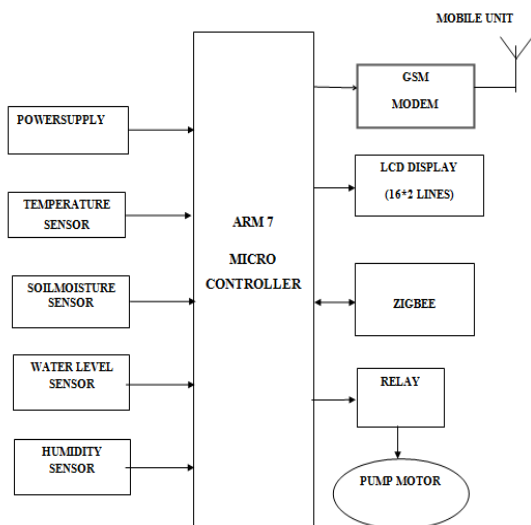 MOBILE UNIT
GSM
MODEM
POWERSUPPLY
LCD DISPLAY
(16*2 LINES)
TEMPERATURE
SENSOR
ARM 7
MICRO
CONTROLLER
SOILMOISTURE
SENSOR
ZIGBEE
WATER LEVEL
SENSOR
RELAY
HUMIDITY
SENSOR
PUMP MOTOR